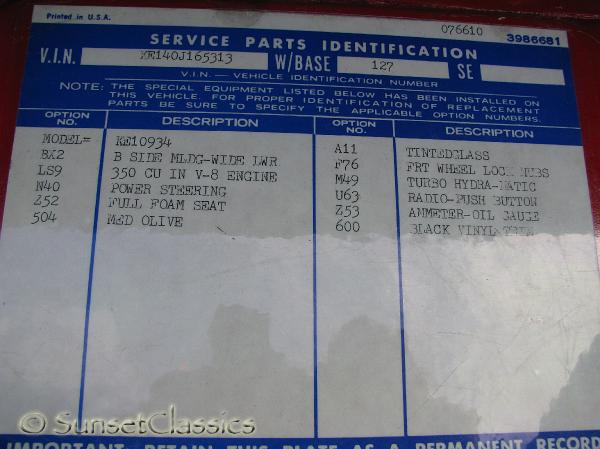 Printed in U.S.A.
076610 3986681
SERVICE PARTS IDENTIFICATION
V.I.N. KE140J165313 W/BASE 127 SE
V.I.N. — VEHICLE IDENTIFICATION NUMBER
NOTE: THE SPECIAL EQUIPMENT LISTED BELOW HAS BEEN INSTALLED ON
THIS VEHICLE. FOR PROPER IDENTIFICATION OF REPLACEMENT
PARTS BE SURE TO SPECIFY THE APPLICABLE OPTION NUMBERS.
OPTION NO. DESCRIPTION OPTION NO. DESCRIPTION
MODEL= KE10934
BX2 B SIDE MLDG-WIDE LWR
LS9 350 CU IN V-8 ENGINE
N40 POWER STEERING
Z52 FULL FOAM SEAT
504 MED OLIVE
A11 TINTEDGLASS
F76 FRT WHEEL LOCK HUBS
M49 TURBO HYDRA-MATIC
U63 RADIO-PUSH BUTTON
Z53 AMMETER-OIL GAUGE
600 BLACK VINYL TRIM
© SunsetClassics
IMPORTANT: RETAIN THIS PLATE AS A PERMANENT RECORD